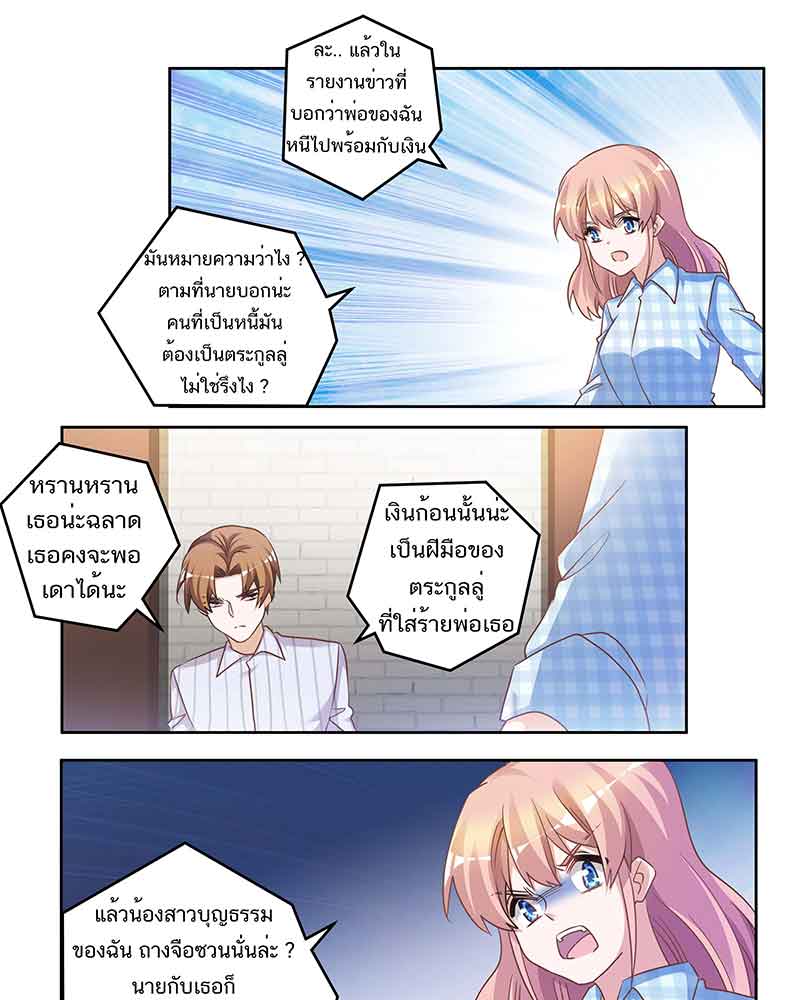 ละ.. แล้วใน
รายงานข่าวที่
บอกว่าพ่อของฉัน
หนีไปพร้อมกับเงิน
มันหมายความว่าไง ?
ตามที่นายบอกน่ะ
คนที่เป็นหนี้มัน
ต้องเป็นตระกูลลู่
ไม่ใช่รึไง ?
หรานหราน
เธอน่ะฉลาด
เธอคงจะพอ
เดาได้นะ
เงินก้อนนั้นน่ะ
เป็นฝีมือของ
ตระกูลลู่
ที่ใส่ร้ายพ่อเธอ
แล้วน้องสาวบุญธรรม
ของฉัน ถางจือซวนนั่นล่ะ ?
นายกับเธอก็